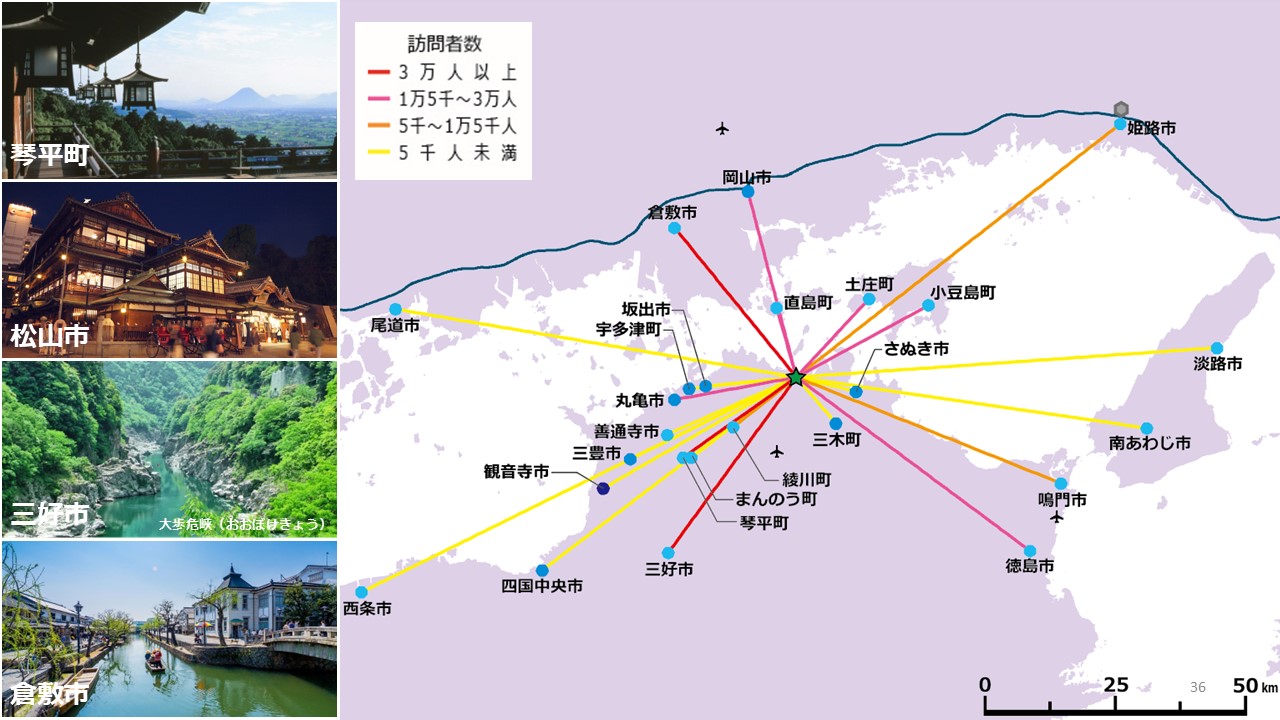 琴平町
松山市
三好市
大歩危峡（おおぼけきょう）
倉敷市
訪問者数
3万人以上
1万5千～3万人
5千～1万5千人
5千人未満
姫路市
岡山市
倉敷市
土庄町
小豆島町
直島町
坂出市
宇多津町
尾道市
さぬき市
淡路市
丸亀市
善通寺市
三木町
南あわじ市
三豊市
観音寺市
綾川町
まんのう町
鳴門市
琴平町
三好市
徳島市
四国中央市
西条市
0 25 50 km
36